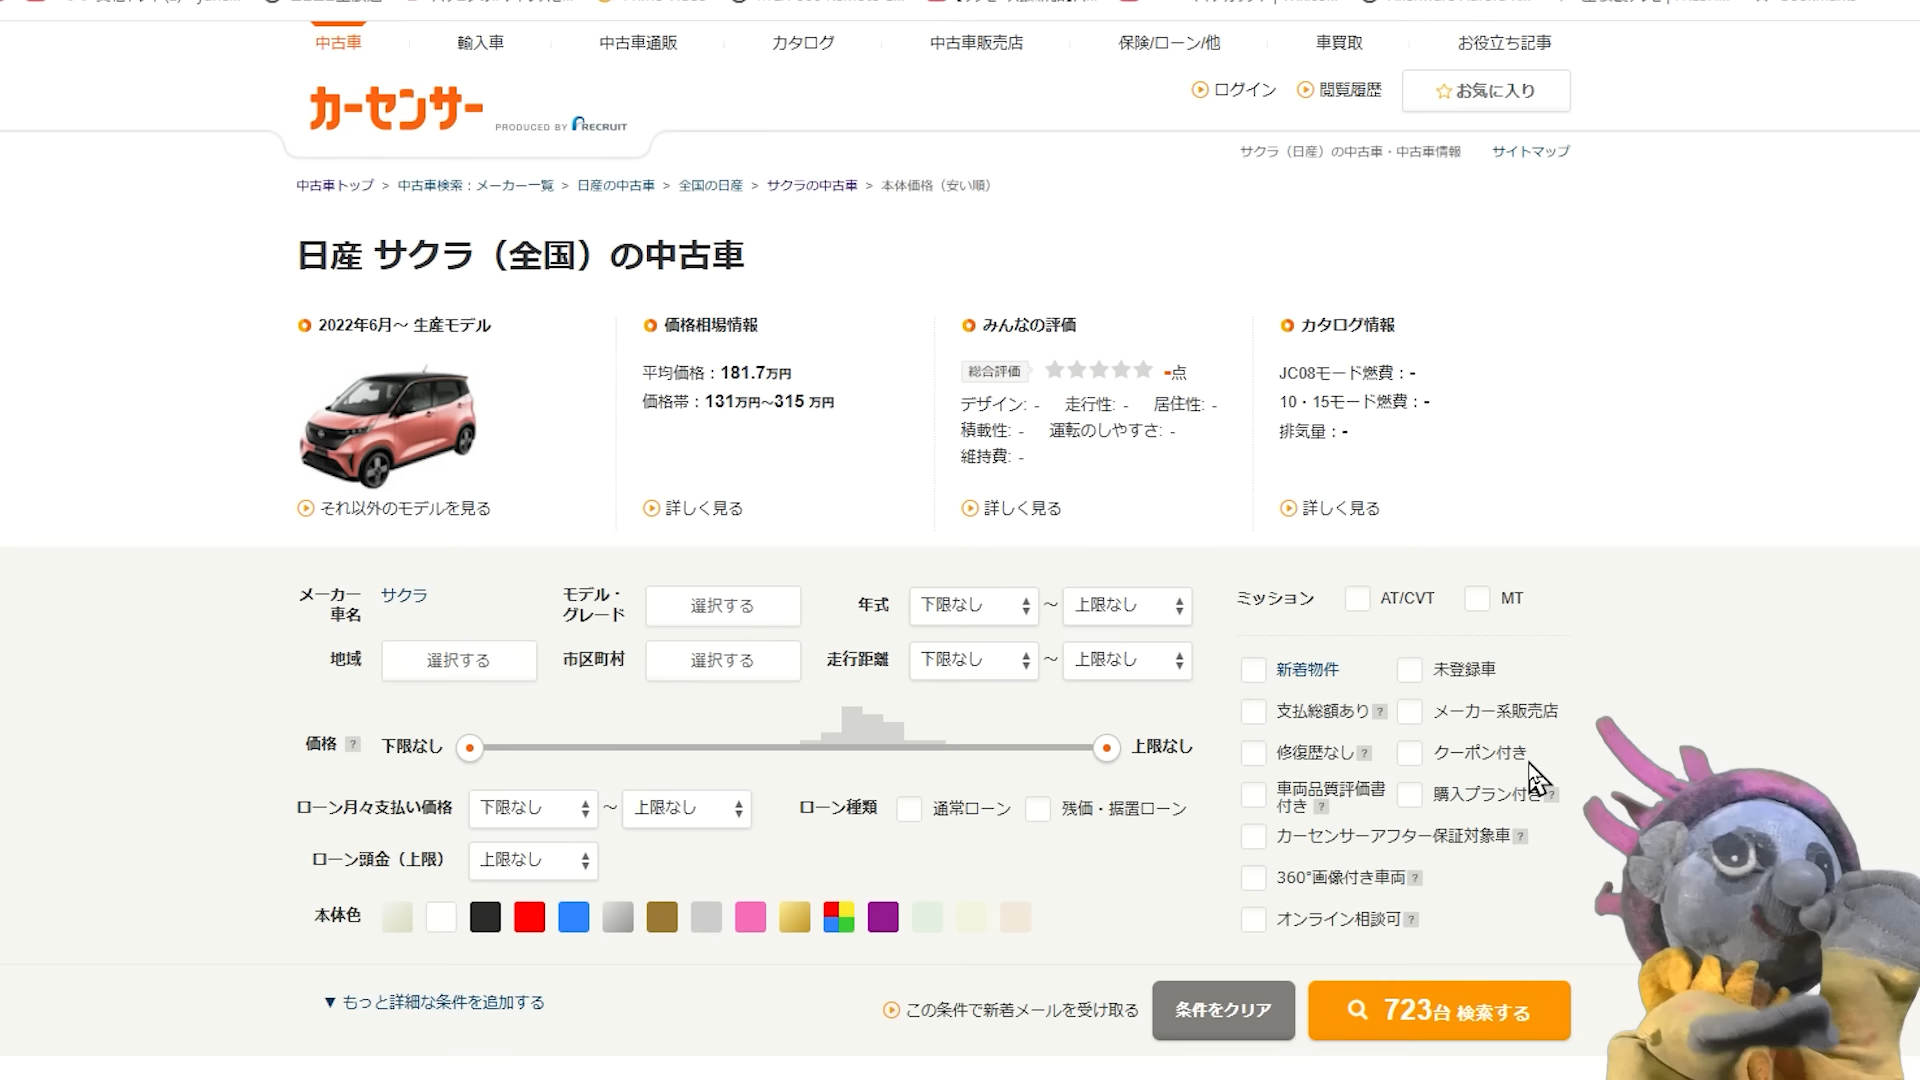 中古車 輸入車 中古車通販 カタログ 中古車販売店 保険/ローン/他 車買取 お役立ち記事
カーセンサー PRODUCED BY RECRUIT
ログイン 閲覧履歴 お気に入り
サクラ（日産）の中古車・中古車情報 サイトマップ
中古車トップ > 中古車検索：メーカー一覧 > 日産の中古車 > 全国の日産 > サクラの中古車 > 本体価格（安い順）
日産 サクラ（全国）の中古車
2022年6月～ 生産モデル
それ以外のモデルを見る
価格相場情報
平均価格：181.7万円
価格帯：131万円～315 万円
詳しく見る
みんなの評価
総合評価 -点
デザイン: - 走行性: - 居住性: -
積載性: - 運転のしやすさ: -
維持費: -
詳しく見る
カタログ情報
JC08モード燃費：-
10・15モード燃費：-
排気量：-
詳しく見る
メーカー
車名
サクラ
モデル・
グレード
選択する
年式 下限なし ～ 上限なし
地域 選択する 市区町村 選択する 走行距離 下限なし ～ 上限なし
価格 ? 下限なし 上限なし
ローン月々支払い価格 下限なし ～ 上限なし ローン種類 通常ローン 残価・据置ローン
ローン頭金（上限） 上限なし
本体色
ミッション AT/CVT MT
新着物件 未登録車
支払総額あり ? メーカー系販売店
修復歴なし ? クーポン付き
車両品質評価書
付き ?
購入プラン付き ?
カーセンサーアフター保証対象車 ?
360°画像付き車両 ?
オンライン相談可 ?
▼ もっと詳細な条件を追加する この条件で新着メールを受け取る 条件をクリア 723台 検索する